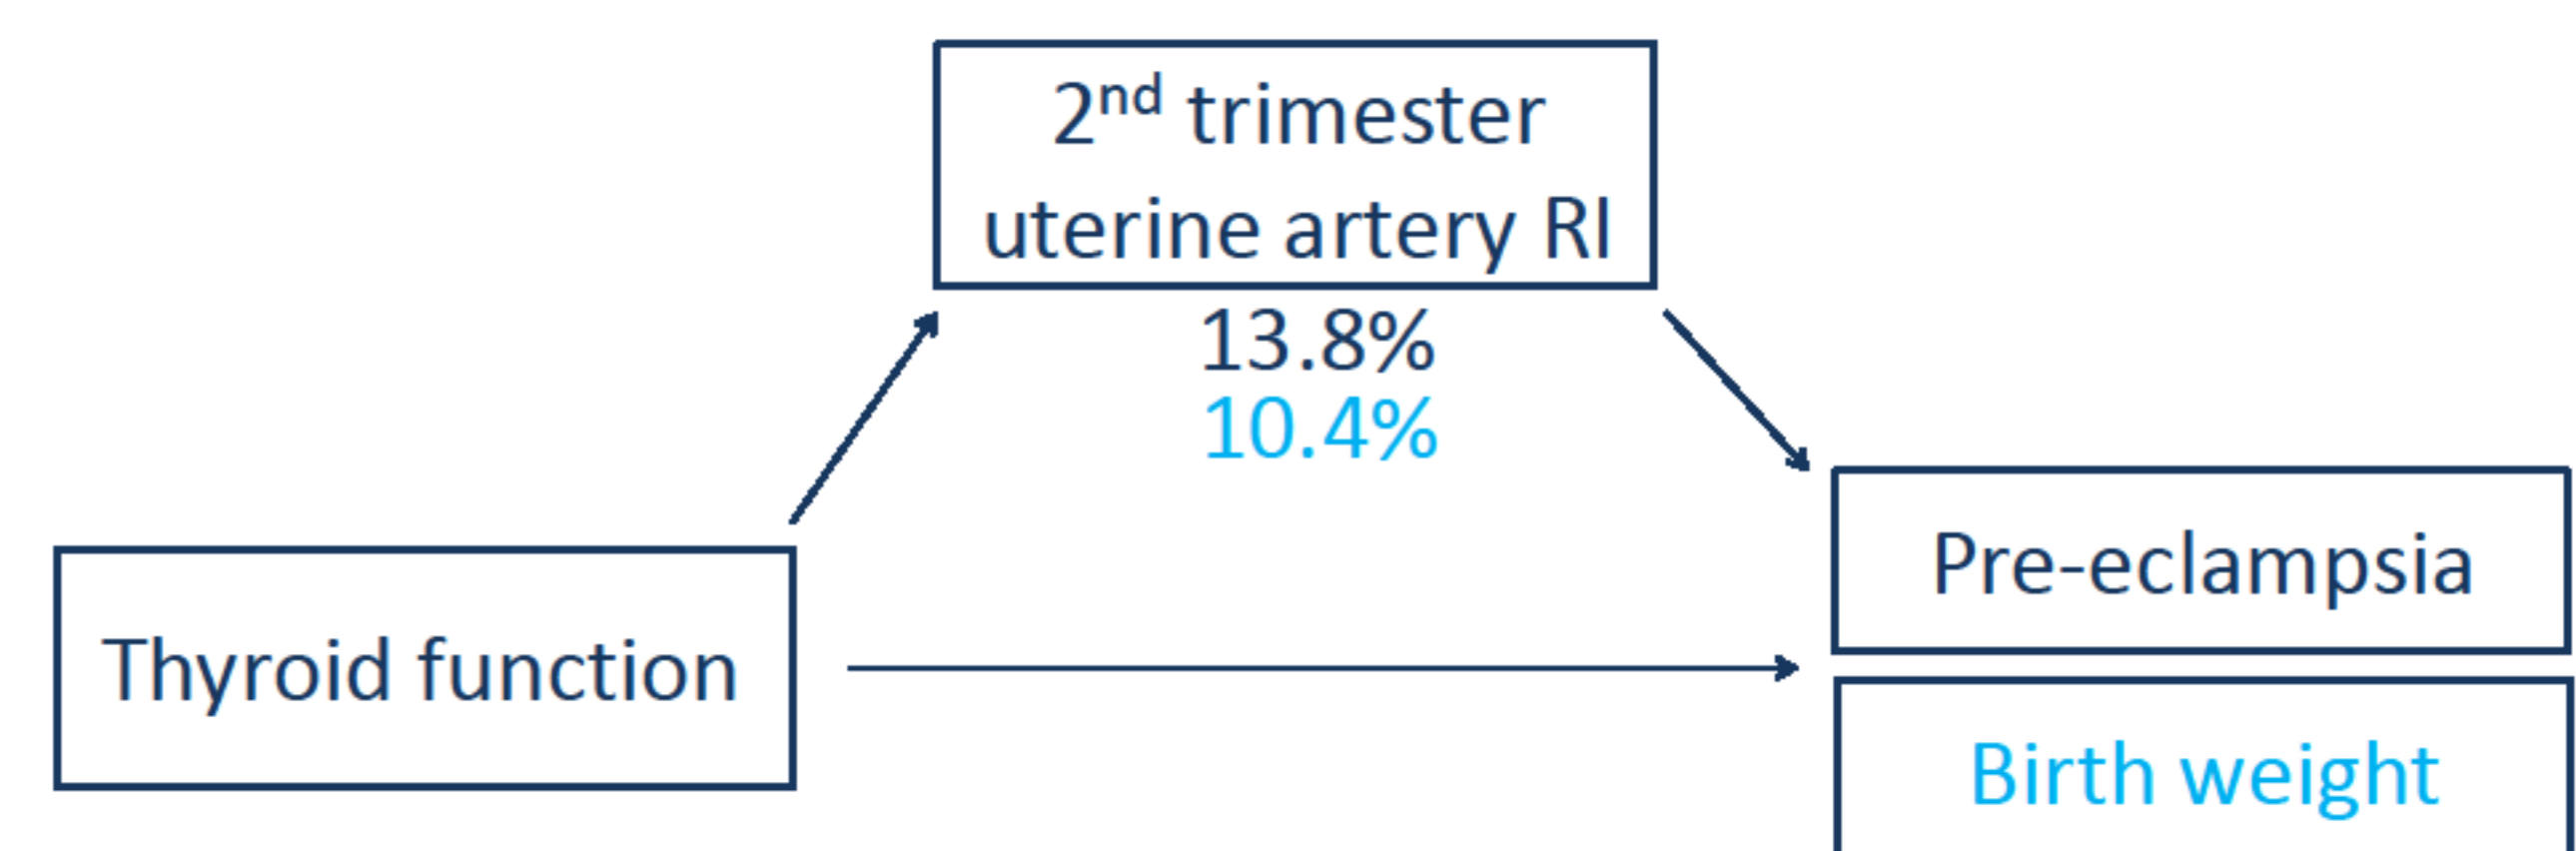 2nd trimester
uterine artery RI
13.8%
10.4%
Thyroid function
Pre-eclampsia
Birth weight